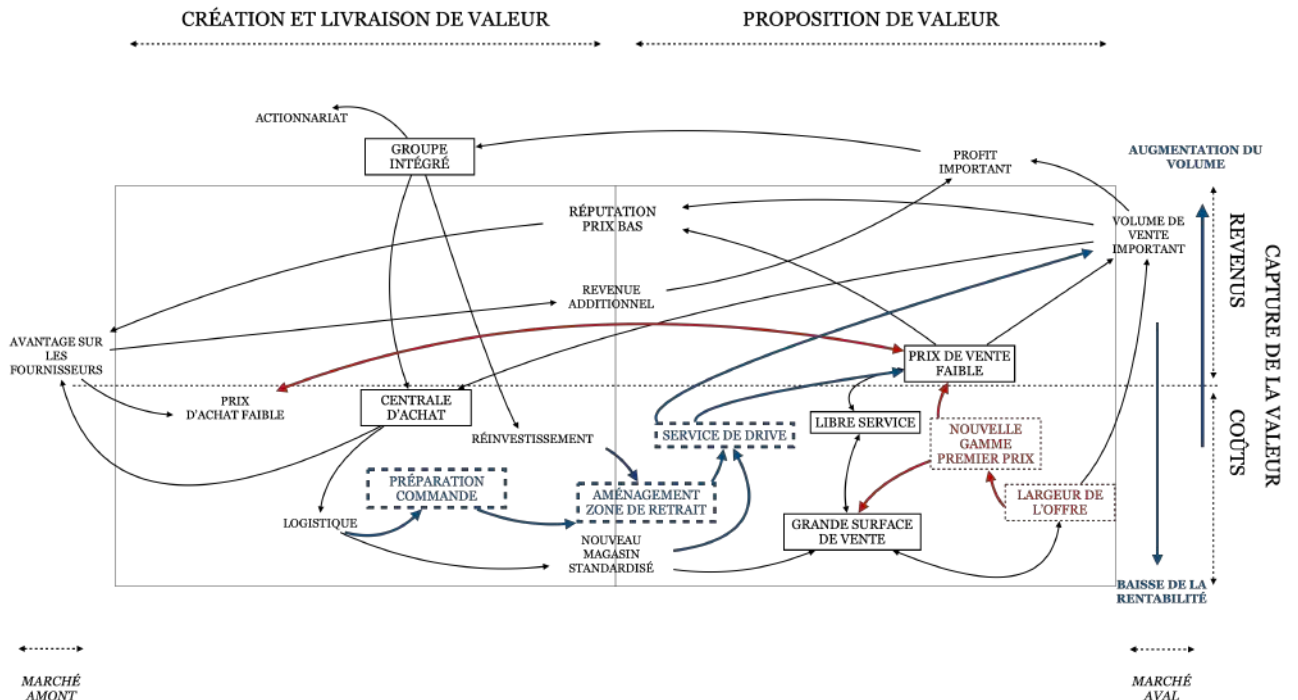 CRÉATION ET LIVRAISON DE VALEUR
PROPOSITION DE VALEUR
ACTIONNARIAT
GROUPE
INTÉGRÉ
PROFIT
IMPORTANT
AUGMENTATION DU
VOLUME
RÉPUTATION
PRIX BAS
VOLUME DE
VENTE
IMPORTANT
REVENUS
CAPTURE DE LA VALEUR
REVENUE
ADDITIONNEL
AVANTAGE SUR
LES
FOURNISSEURS
PRIX DE VENTE
FAIBLE
PRIX
D'ACHAT FAIBLE
CENTRALE
D'ACHAT
LIBRE SERVICE
RÉINVESTISSEMENT
SERVICE DE DRIVE
NOUVELLE
GAMME
PREMIER PRIX
COÛTS
PRÉPARATION
COMMANDE
AMÉNAGEMENT
ZONE DE RETRAIT
LARGEUR DE
L'OFFRE
LOGISTIQUE
GRANDE SURFACE
DE VENTE
NOUVEAU
MAGASIN
STANDARDISÉ
BAISSE DE LA
RENTABILITÉ
MARCHÉ
AMONT
MARCHÉ
AVAL